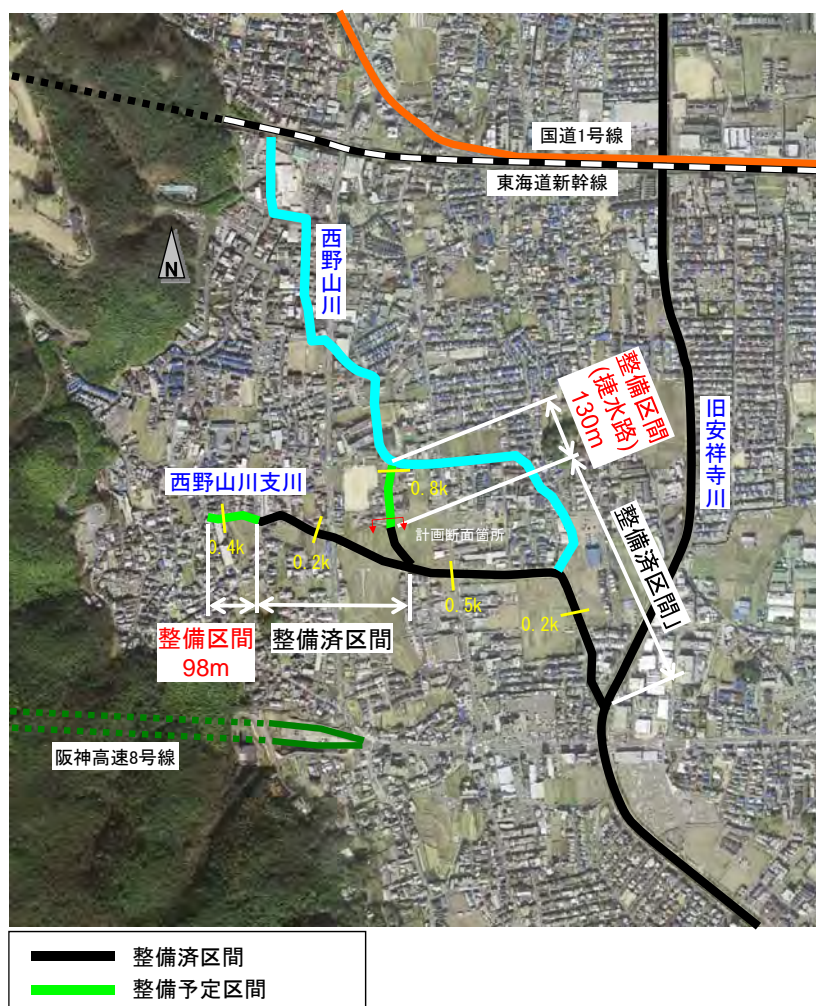 国道1号線
東海道新幹線
N
西野山川
整備区間
(捷水路)
130m
旧安祥寺川
西野山川支川
0.8k
計画断面箇所
0.4k
0.2k
整備済区間」
0.5k
0.2k
整備区間
98m
整備済区間
阪神高速8号線
整備済区間
整備予定区間